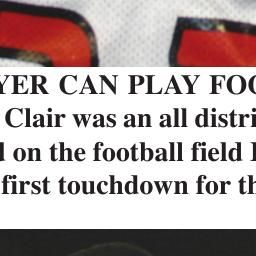 YER CAN PLAY FOO
Clair was an all distri
d on the football field
first touchdown for th